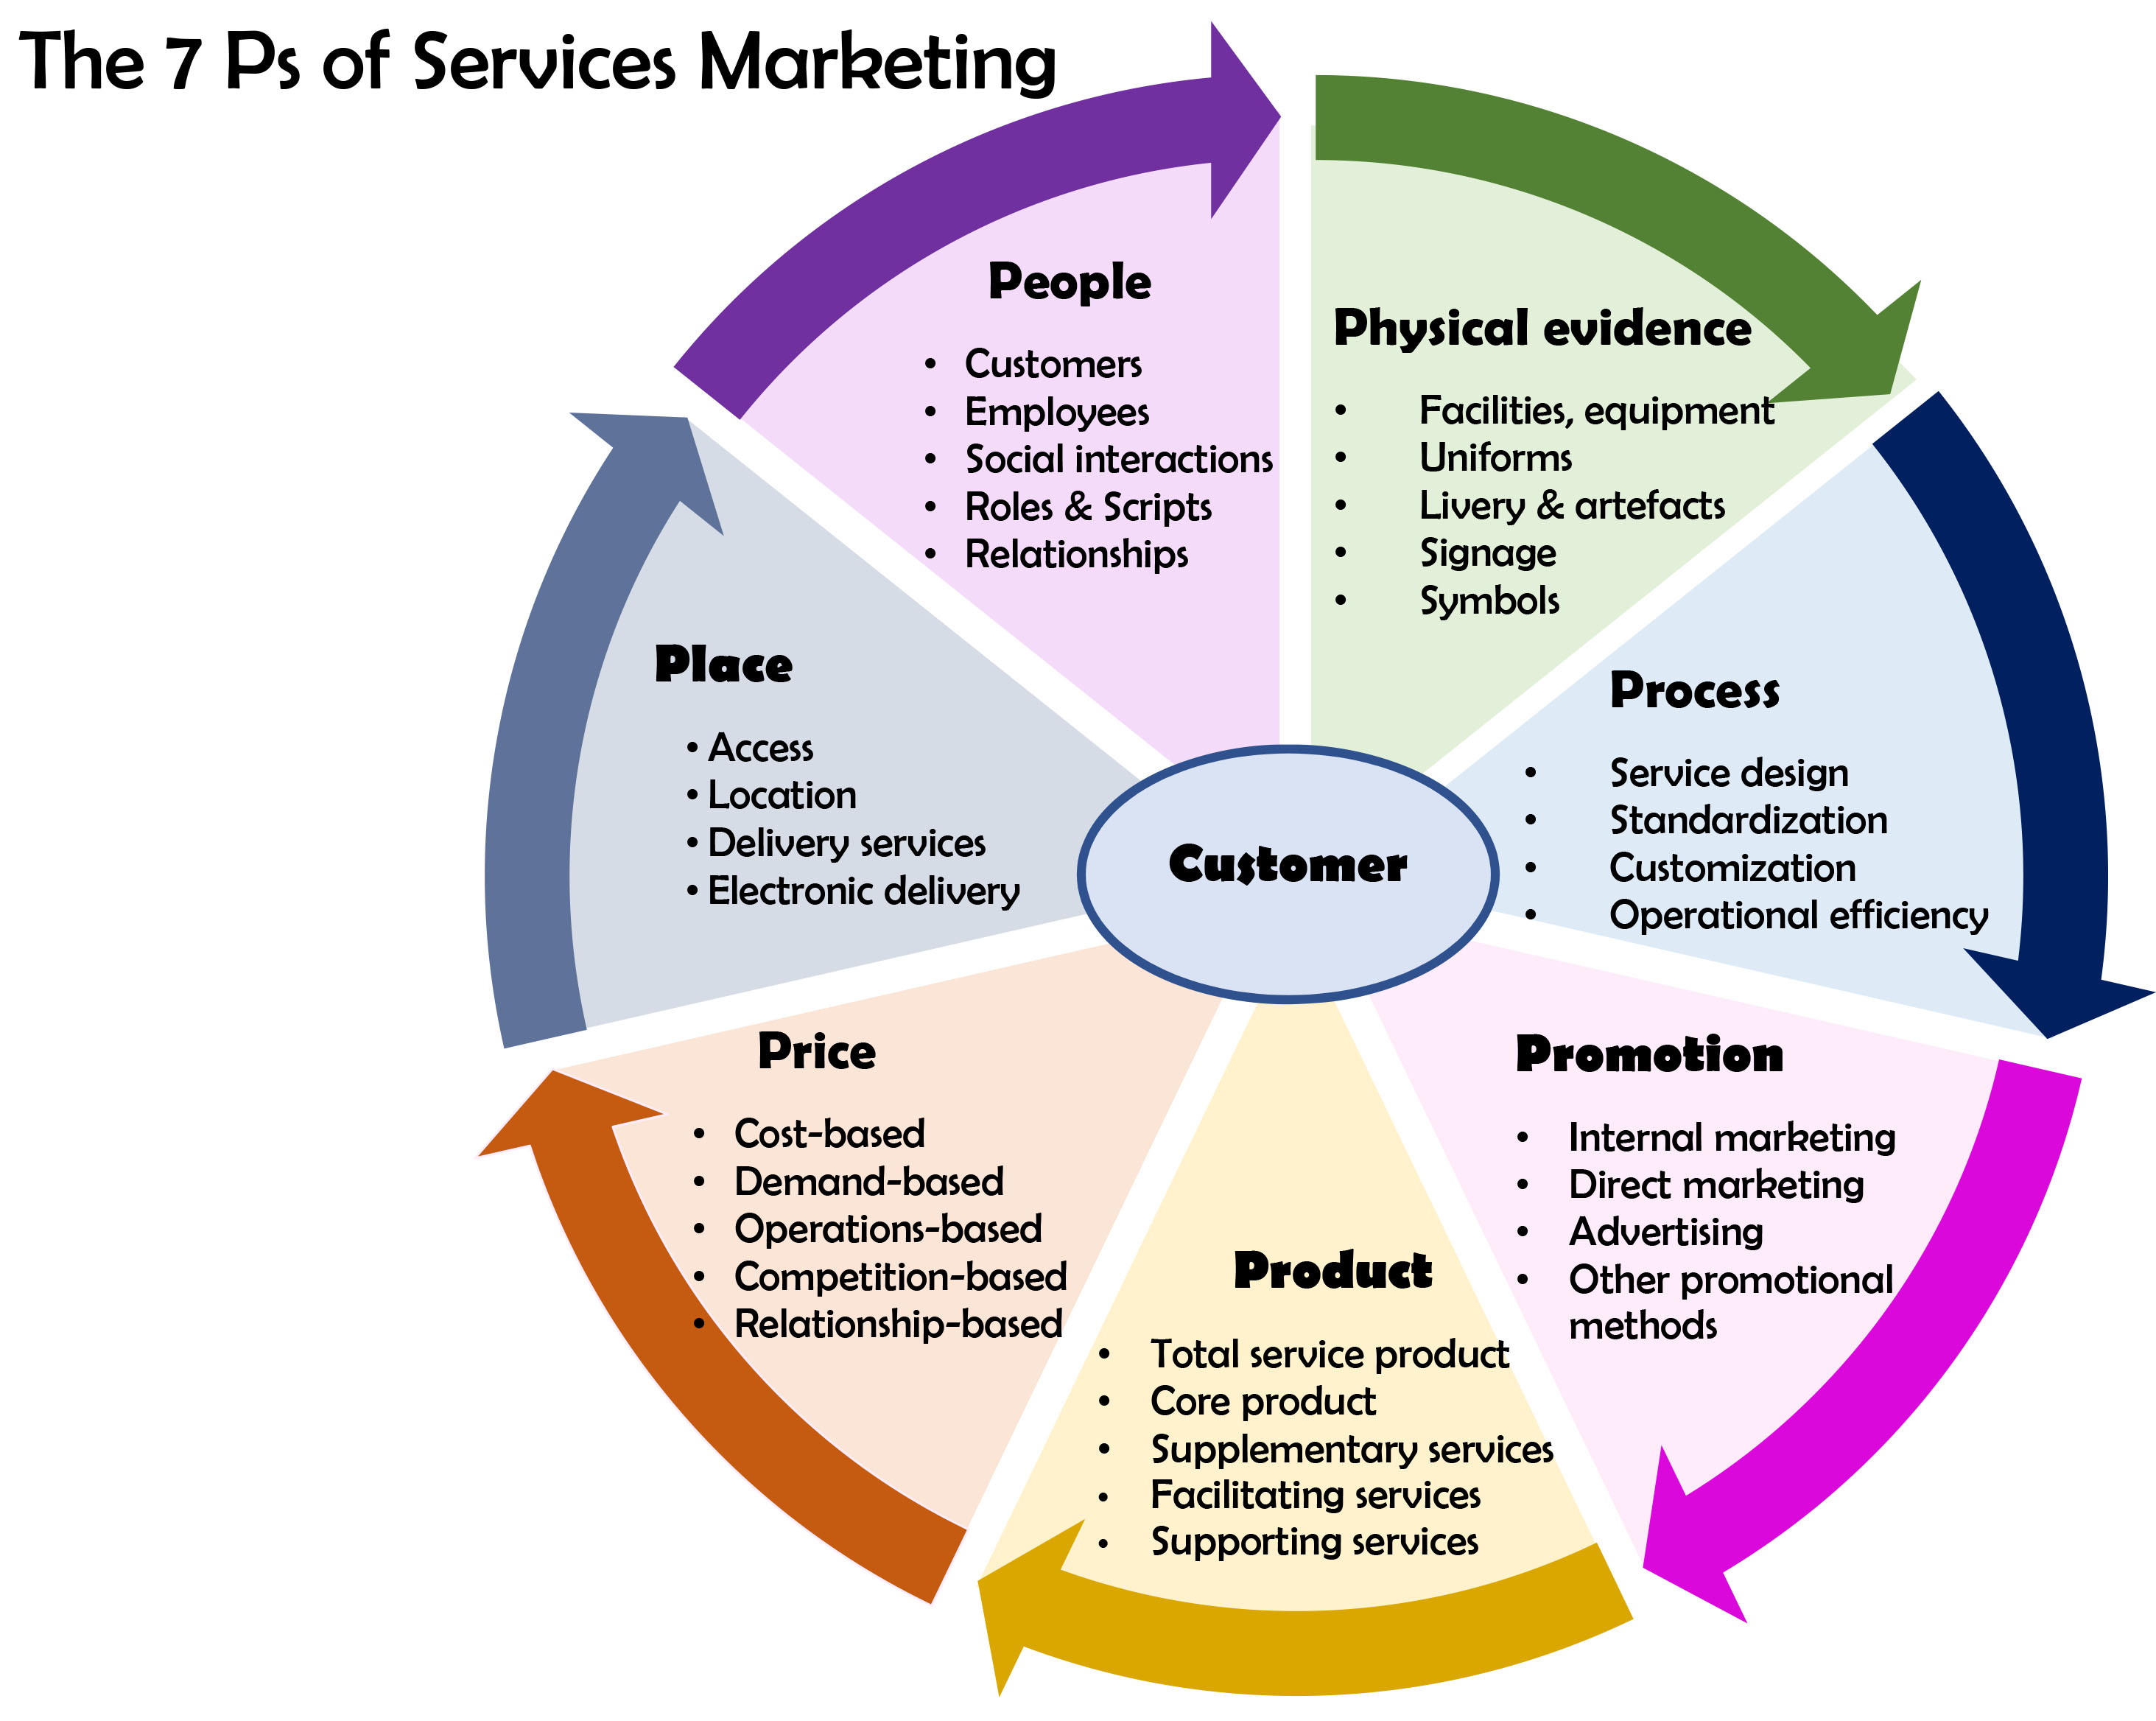 The 7 Ps of Services Marketing
People
• Customers
• Employees
• Social interactions
• Roles & Scripts
• Relationships
Physical evidence
• Facilities, equipment
• Uniforms
• Livery & artefacts
• Signage
• Symbols
Process
• Service design
• Standardization
• Customization
• Operational efficiency
Promotion
• Internal marketing
• Direct marketing
• Advertising
• Other promotional
methods
Product
• Total service product
• Core product
• Supplementary services
• Facilitating services
• Supporting services
Price
• Cost-based
• Demand-based
• Operations-based
• Competition-based
• Relationship-based
Place
• Access
• Location
• Delivery services
• Electronic delivery
Customer